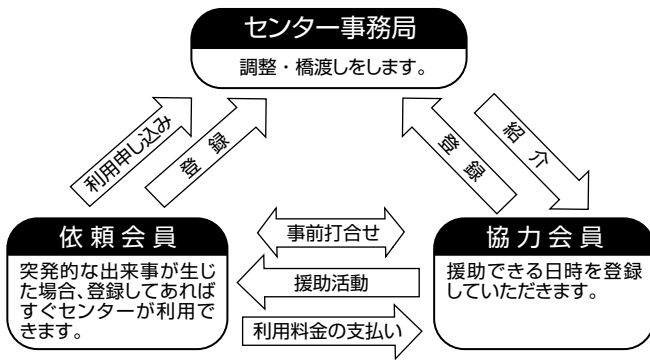 センター事務局
調整・橋渡しをします。
利用申し込み
登録
登録
紹介
依頼会員
突発的な出来事が生じ
た場合、登録してあれば
すぐセンターが利用で
きます。
事前打合せ
援助活動
利用料金の支払い
協力会員
援助できる日時を登録
していただきます。